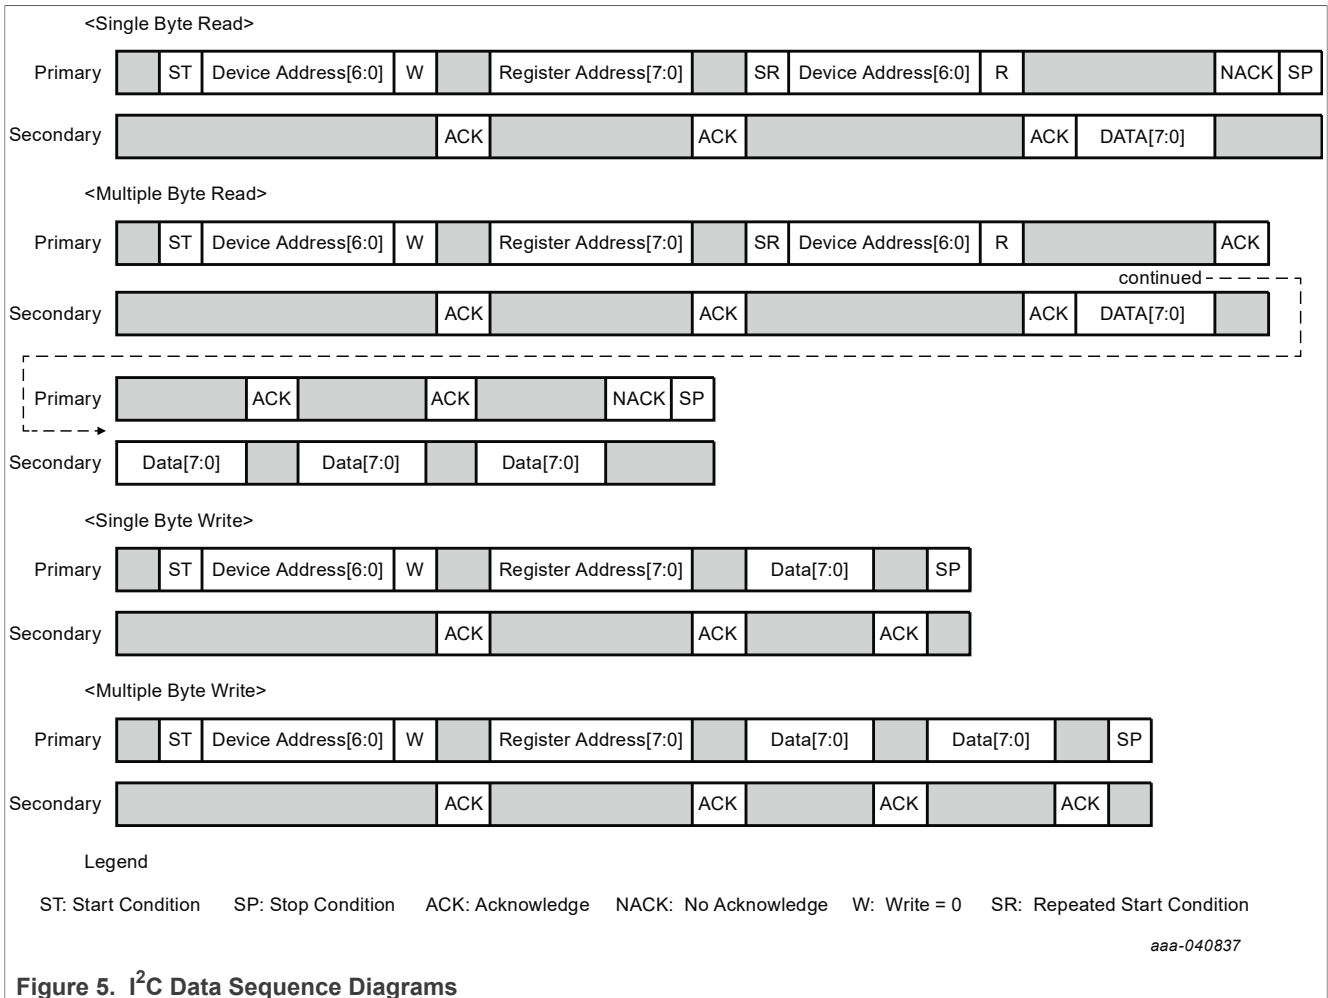 <Single Byte Read>
Primary ST Device Address[6:0] W Register Address[7:0] SR Device Address[6:0] R NACK SP
Secondary ACK ACK ACK DATA[7:0]
<Multiple Byte Read>
Primary ST Device Address[6:0] W Register Address[7:0] SR Device Address[6:0] R ACK
continued
Secondary ACK ACK ACK DATA[7:0]
Primary ACK ACK NACK SP
Secondary Data[7:0] Data[7:0] Data[7:0]
<Single Byte Write>
Primary ST Device Address[6:0] W Register Address[7:0] Data[7:0] SP
Secondary ACK ACK ACK
<Multiple Byte Write>
Primary ST Device Address[6:0] W Register Address[7:0] Data[7:0] Data[7:0] SP
Secondary ACK ACK ACK ACK
Legend
ST: Start Condition SP: Stop Condition ACK: Acknowledge NACK: No Acknowledge W: Write = 0 SR: Repeated Start Condition
aaa-040837
Figure 5. I²C Data Sequence Diagrams